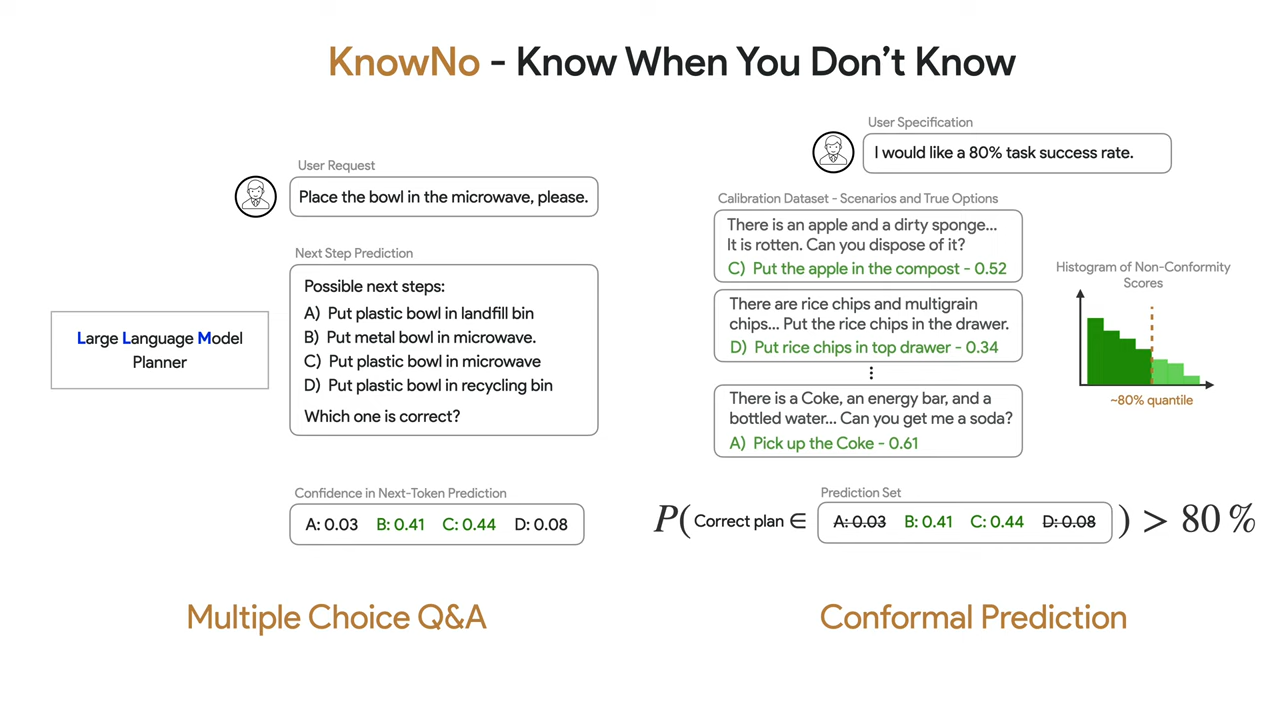 KnowNo - Know When You Don't Know
User Request
Place the bowl in the microwave, please.
Next Step Prediction
Possible next steps:
A) Put plastic bowl in landfill bin
B) Put metal bowl in microwave.
C) Put plastic bowl in microwave
D) Put plastic bowl in recycling bin
Which one is correct?
Large Language Model
Planner
Confidence in Next-Token Prediction
A: 0.03 B: 0.41 C: 0.44 D: 0.08
Multiple Choice Q&A
User Specification
I would like a 80% task success rate.
Calibration Dataset - Scenarios and True Options
There is an apple and a dirty sponge...
It is rotten. Can you dispose of it?
C) Put the apple in the compost - 0.52
There are rice chips and multigrain
chips... Put the rice chips in the drawer.
D) Put rice chips in top drawer - 0.34
⋮
There is a Coke, an energy bar, and a
bottled water... Can you get me a soda?
A) Pick up the Coke - 0.61
Histogram of Non-Conformity
Scores
~80% quantile
Prediction Set
P( Correct plan ∈ A: 0.03 B: 0.41 C: 0.44 D: 0.08 ) > 80 %
Conformal Prediction